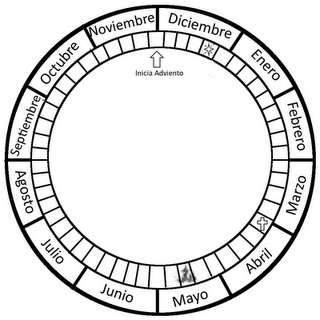 Noviembre
Diciembre
Enero
Febrero
Marzo
Abril
Mayo
Junio
Julio
Agosto
Septiembre
Octubre
Inicia Adviento